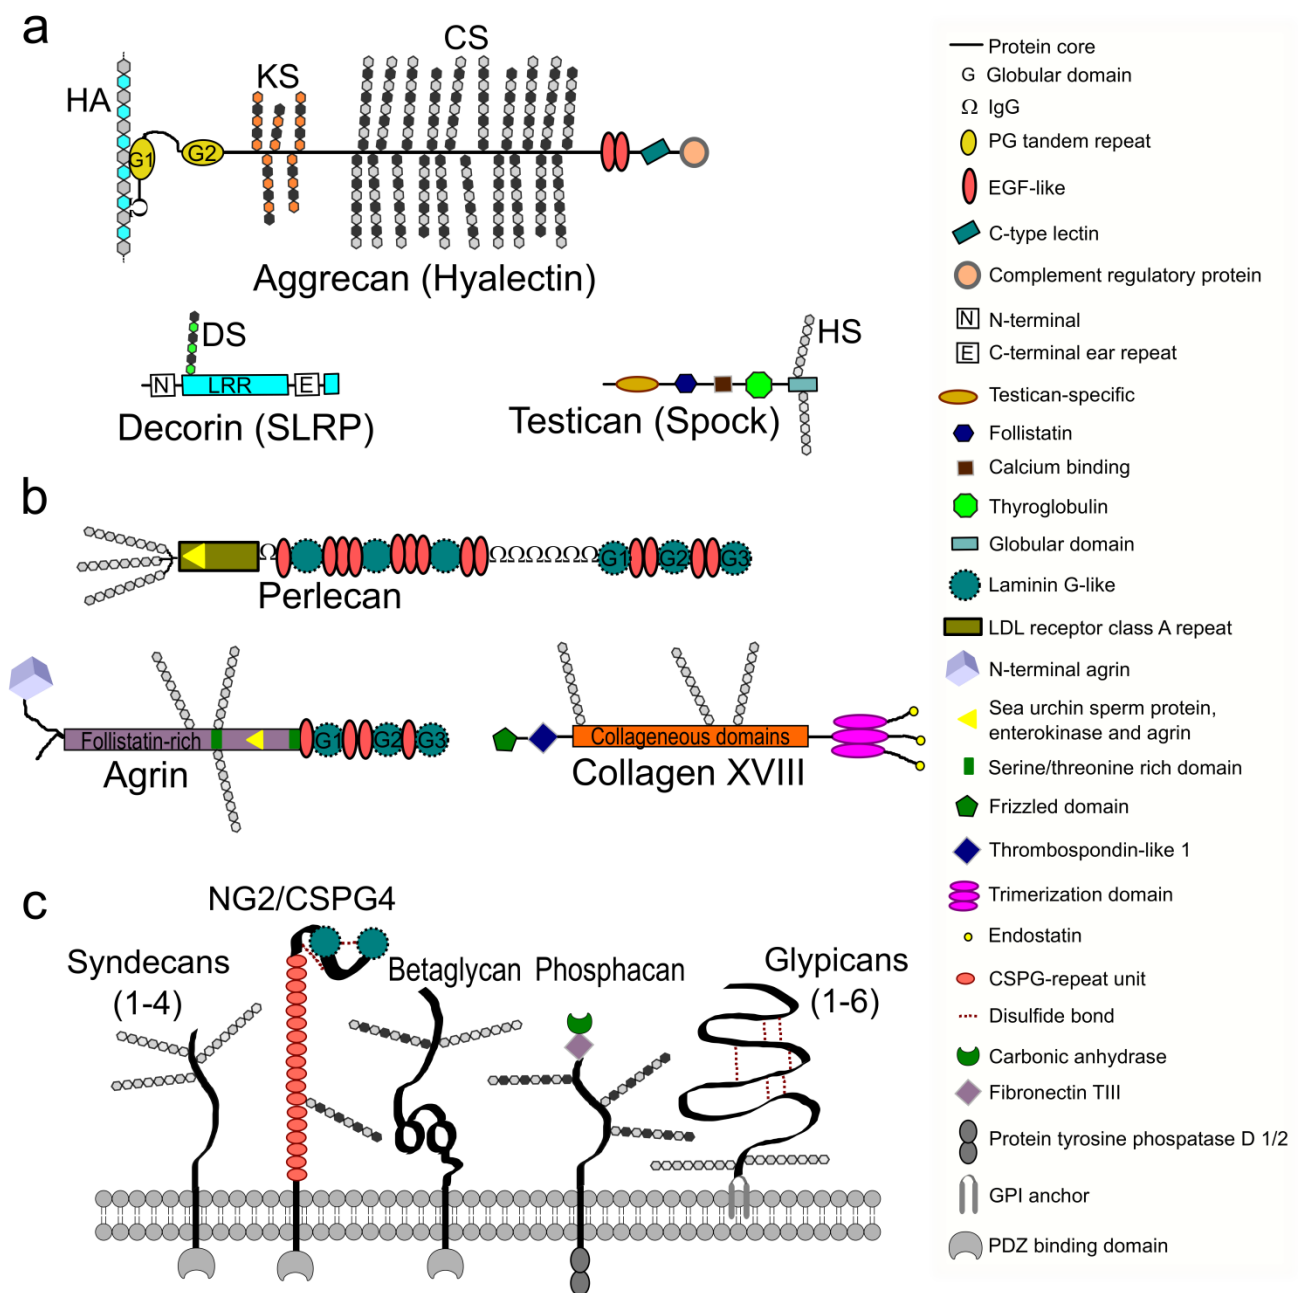 a
HA
KS
CS
G1
G2
Aggrecan (Hyalectin)
DS
N
LRR
E
Decorin (SLRP)
HS
Testican (Spock)
b
Ω
ΩΩΩΩΩΩ
G1
G2
G3
Perlecan
Follistatin-rich
G1
G2
G3
Agrin
Collageneous domains
Collagen XVIII
c
NG2/CSPG4
Syndecans
(1-4)
Betaglycan
Phosphacan
Glypicans
(1-6)
Protein core
G Globular domain
Ω IgG
PG tandem repeat
EGF-like
C-type lectin
Complement regulatory protein
N N-terminal
E C-terminal ear repeat
Testican-specific
Follistatin
Calcium binding
Thyroglobulin
Globular domain
Laminin G-like
LDL receptor class A repeat
N-terminal agrin
Sea urchin sperm protein,
enterokinase and agrin
Serine/threonine rich domain
Frizzled domain
Thrombospondin-like 1
Trimerization domain
Endostatin
CSPG-repeat unit
Disulfide bond
Carbonic anhydrase
Fibronectin TIII
Protein tyrosine phospatase D 1/2
GPI anchor
PDZ binding domain